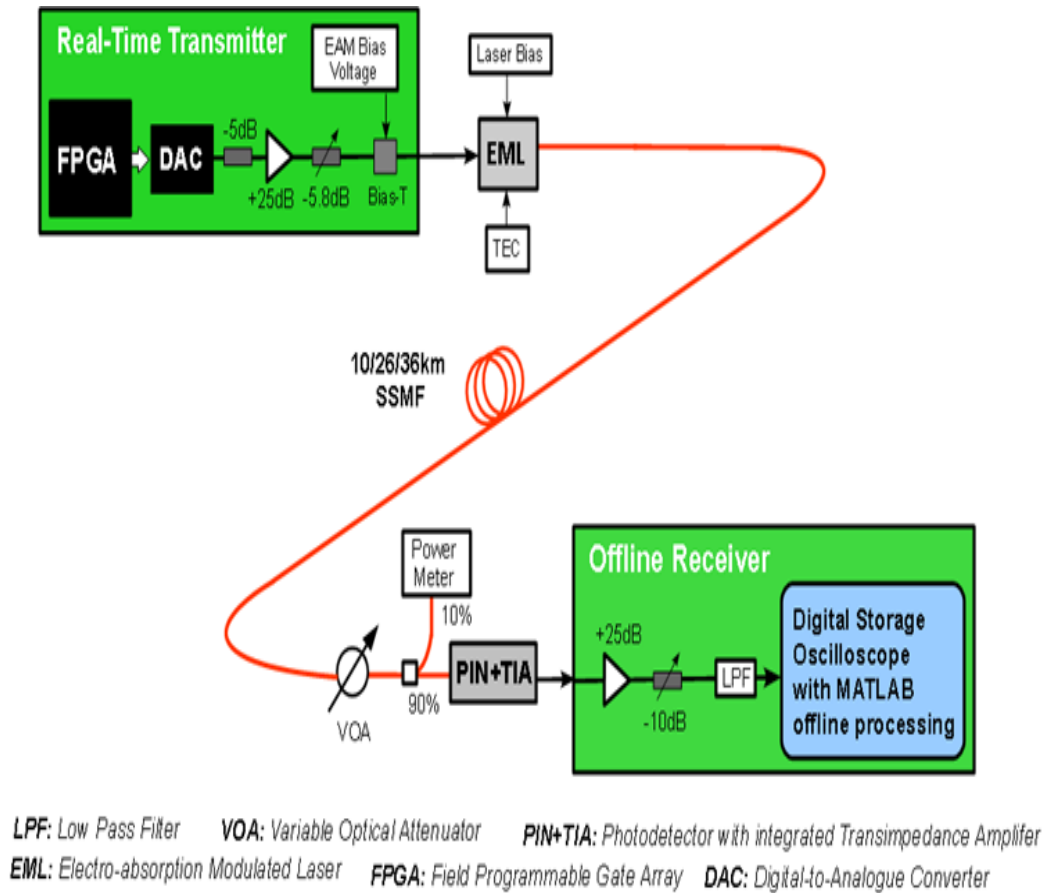 Real-Time Transmitter
EAM Bias
Voltage
Laser Bias
FPGA
DAC
-5dB
+25dB
-5.8dB
Bias-T
EML
TEC
10/26/36km
SSMF
Power
Meter
10%
90%
VOA
PIN+TIA
Offline Receiver
+25dB
-10dB
LPF
Digital Storage
Oscilloscope
with MATLAB
offline processing
LPF: Low Pass Filter VOA: Variable Optical Attenuator PIN+TIA: Photodetector with integrated Transimpedance Amplifer
EML: Electro-absorption Modulated Laser FPGA: Field Programmable Gate Array DAC: Digital-to-Analogue Converter